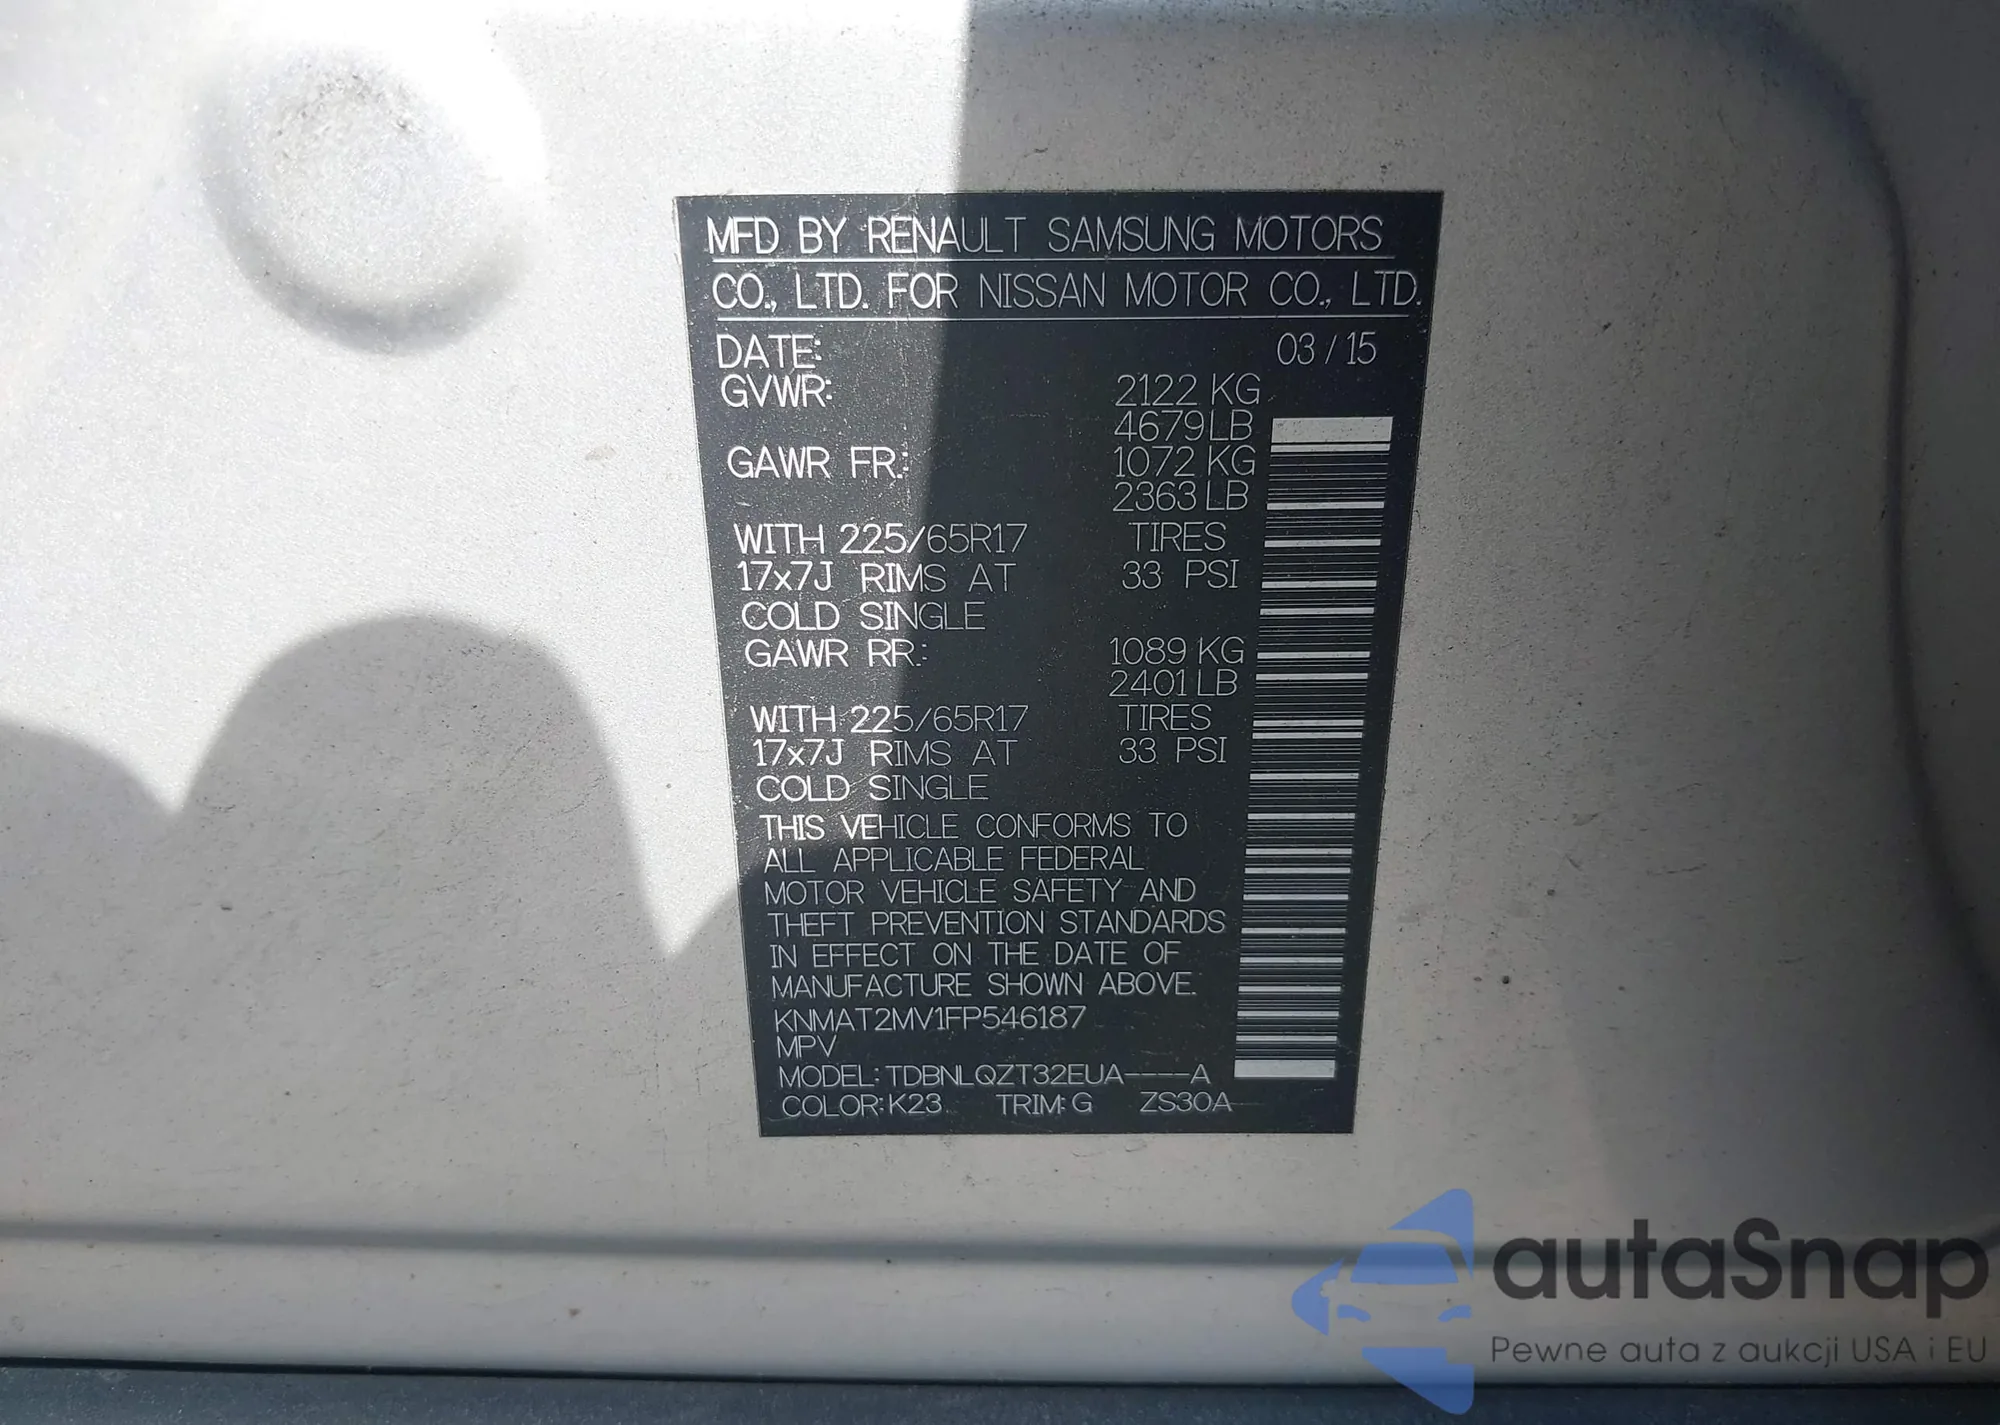 MFD BY RENAULT SAMSUNG MOTORS
CO., LTD. FOR NISSAN MOTOR CO., LTD.
DATE: 03 / 15
GVWR: 2122 KG
4679 LB
GAWR FR.: 1072 KG
2363 LB
WITH 225/65R17 TIRES
17x7J RIMS AT 33 PSI
COLD SINGLE
GAWR RR.: 1089 KG
2401 LB
WITH 225/65R17 TIRES
17x7J RIMS AT 33 PSI
COLD SINGLE
THIS VEHICLE CONFORMS TO
ALL APPLICABLE FEDERAL
MOTOR VEHICLE SAFETY AND
THEFT PREVENTION STANDARDS
IN EFFECT ON THE DATE OF
MANUFACTURE SHOWN ABOVE.
KNMAT2MV1FP546187
MPV
MODEL: TDBNLQZT32EUA----A
COLOR: K23 TRIM: G ZS30A
autaSnap
Pewne auta z aukcji USA i EU